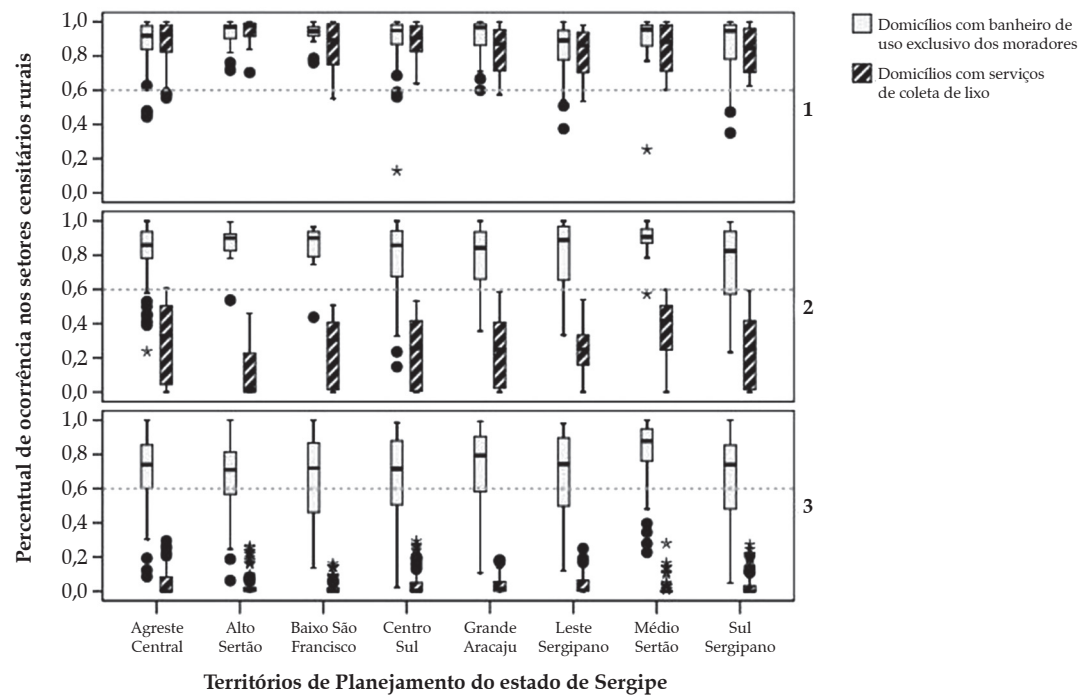 Percentual de ocorrência nos setores censitários rurais
1,0
0,8
0,6
0,4
0,2
0,0
1
1,0
0,8
0,6
0,4
0,2
0,0
2
1,0
0,8
0,6
0,4
0,2
0,0
3
Domicílios com banheiro de
uso exclusivo dos moradores
Domicílios com serviços
de coleta de lixo
Agreste
Central
Alto
Sertão
Baixo São
Francisco
Centro
Sul
Grande
Aracaju
Leste
Sergipano
Médio
Sertão
Sul
Sergipano
Territórios de Planejamento do estado de Sergipe